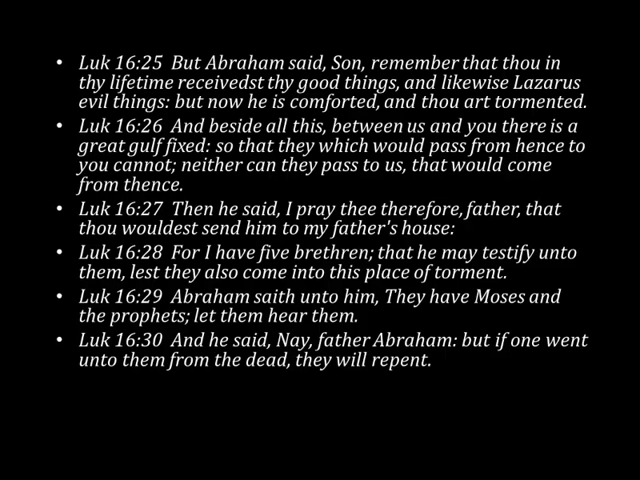 • Luk 16:25 But Abraham said, Son, remember that thou in
thy lifetime receivedst thy good things, and likewise Lazarus
evil things: but now he is comforted, and thou art tormented.
• Luk 16:26 And beside all this, between us and you there is a
great gulf fixed: so that they which would pass from hence to
you cannot; neither can they pass to us, that would come
from thence.
• Luk 16:27 Then he said, I pray thee therefore, father, that
thou wouldest send him to my father's house:
• Luk 16:28 For I have five brethren; that he may testify unto
them, lest they also come into this place of torment.
• Luk 16:29 Abraham saith unto him, They have Moses and
the prophets; let them hear them.
• Luk 16:30 And he said, Nay, father Abraham: but if one went
unto them from the dead, they will repent.